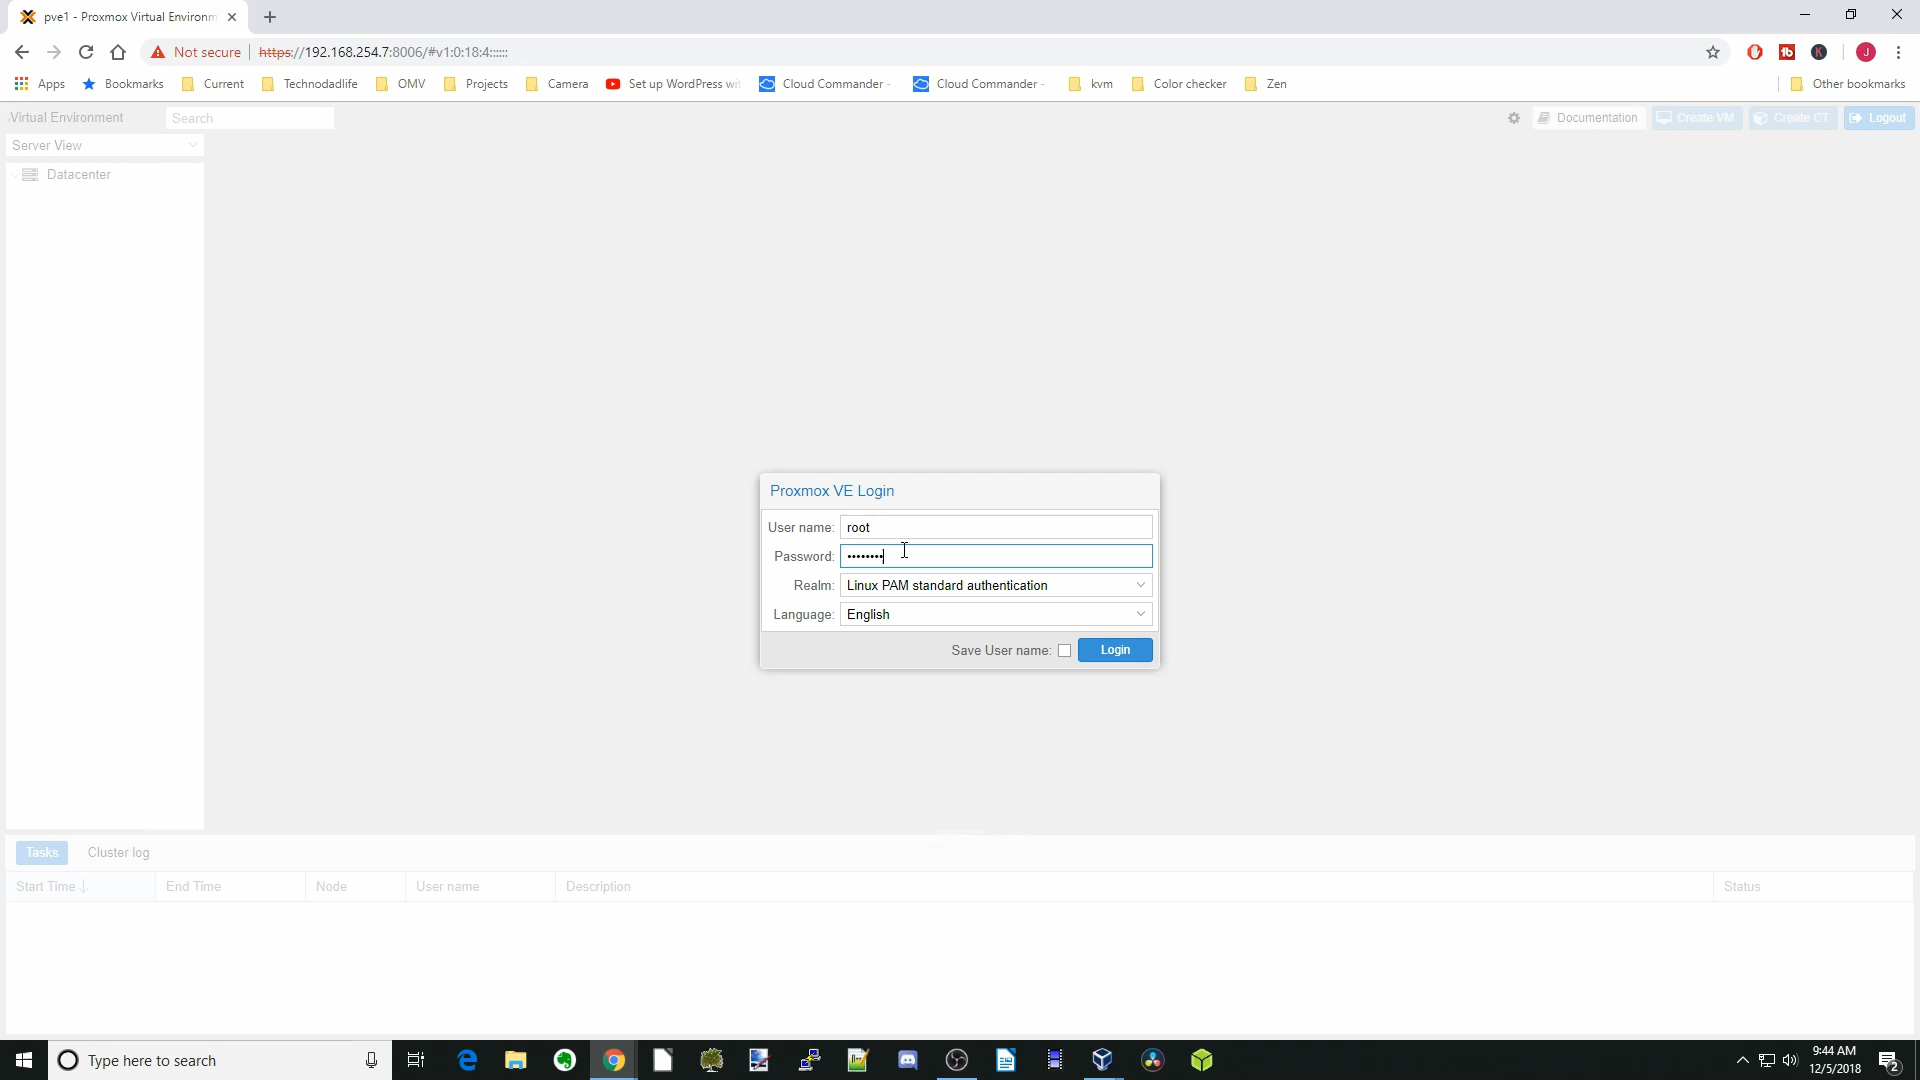 pve1 - Proxmox Virtual Environm
Not secure https://192.168.254.7:8006/#v1:0:18:4::::::
Apps Bookmarks Current Technodadlife OMV Projects Camera Set up WordPress wit Cloud Commander - Cloud Commander - kvm Color checker Zen Other bookmarks
Virtual Environment Search Documentation Create VM Create CT Logout
Server View
Datacenter
Proxmox VE Login
User name: root
Password: ••••••••
Realm: Linux PAM standard authentication
Language: English
Save User name: Login
Tasks Cluster log
Start Time End Time Node User name Description Status
Type here to search
9:44 AM
12/5/2018
2